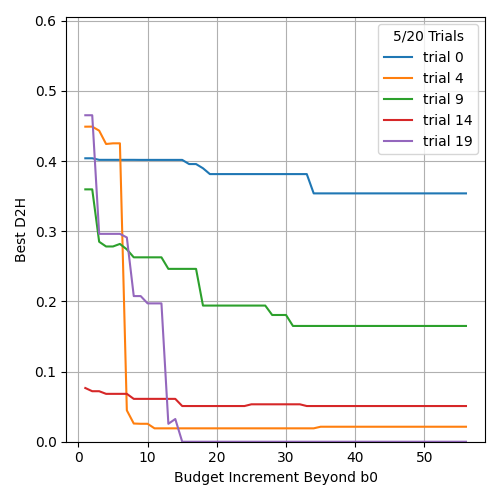 5/20 Trials
trial 0
trial 4
trial 9
trial 14
trial 19
Best D2H
0.6
0.5
0.4
0.3
0.2
0.1
0.0
0 10 20 30 40 50
Budget Increment Beyond b0